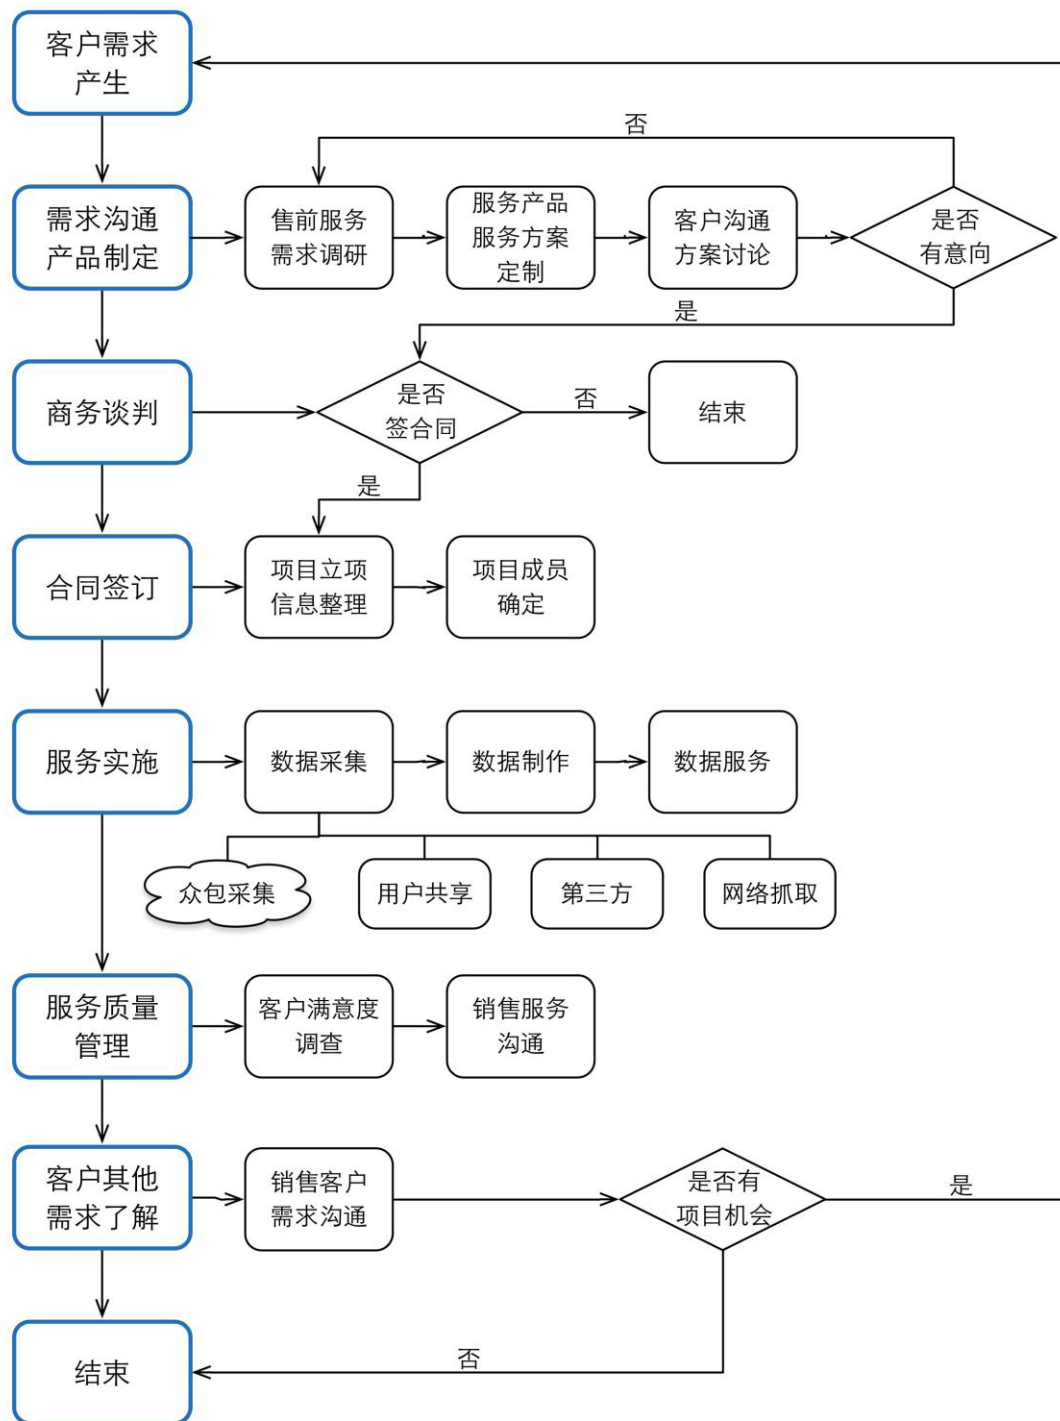 客户需求
产生
否
需求沟通
产品制定
售前服务
需求调研
服务产品
服务方案
定制
客户沟通
方案讨论
是否
有意向
是
商务谈判
是否
签合同
否
结束
是
合同签订
项目立项
信息整理
项目成员
确定
服务实施
数据采集
数据制作
数据服务
众包采集
用户共享
第三方
网络抓取
服务质量
管理
客户满意度
调查
销售服务
沟通
客户其他
需求了解
销售客户
需求沟通
是否有
项目机会
是
否
结束